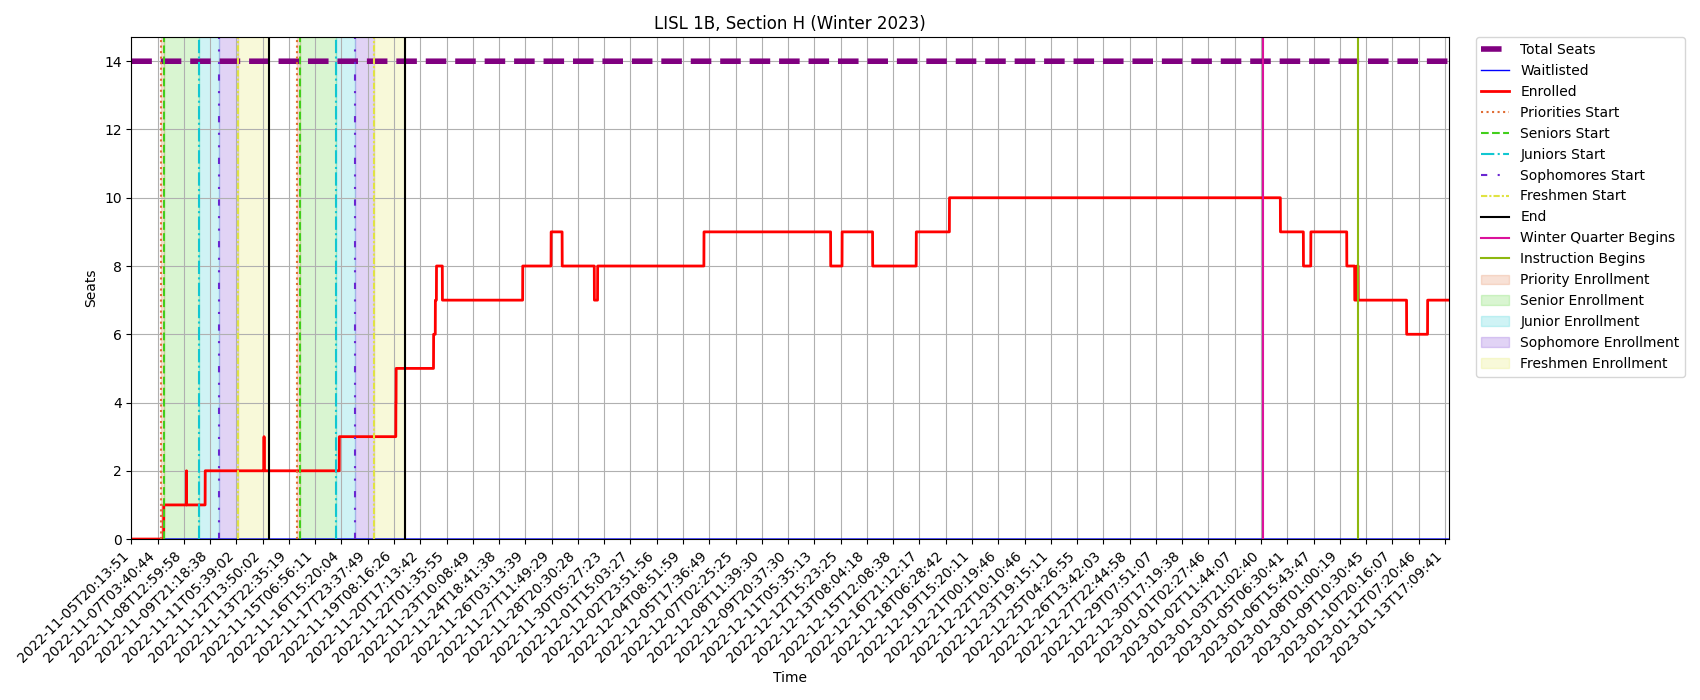 LISL 1B, Section H (Winter 2023)
Seats
14
12
10
8
6
4
2
0
2022-11-05T20:13:51
2022-11-07T03:40:44
2022-11-08T12:59:58
2022-11-09T21:18:38
2022-11-11T05:39:02
2022-11-12T13:50:02
2022-11-13T22:35:19
2022-11-15T06:56:11
2022-11-16T15:20:04
2022-11-17T23:37:49
2022-11-19T08:16:26
2022-11-20T17:13:42
2022-11-22T01:35:55
2022-11-23T10:08:49
2022-11-24T18:41:38
2022-11-26T03:13:39
2022-11-27T11:49:29
2022-11-28T20:30:28
2022-11-30T05:27:23
2022-12-01T15:03:27
2022-12-02T23:51:56
2022-12-04T08:51:59
2022-12-05T17:36:49
2022-12-07T02:25:25
2022-12-08T11:39:30
2022-12-09T20:37:30
2022-12-11T05:35:13
2022-12-12T15:23:25
2022-12-13T08:04:18
2022-12-15T12:08:38
2022-12-16T21:12:17
2022-12-18T06:28:42
2022-12-19T15:20:11
2022-12-21T00:19:46
2022-12-22T10:10:46
2022-12-23T19:15:11
2022-12-25T04:26:55
2022-12-26T13:42:03
2022-12-27T22:44:58
2022-12-29T07:51:07
2022-12-30T17:19:38
2023-01-01T02:27:46
2023-01-02T11:44:07
2023-01-03T21:02:40
2023-01-05T06:30:41
2023-01-06T15:43:47
2023-01-08T01:00:19
2023-01-09T10:30:45
2023-01-10T20:16:07
2023-01-12T07:20:46
2023-01-13T17:09:41
Time
Total Seats
Waitlisted
Enrolled
Priorities Start
Seniors Start
Juniors Start
Sophomores Start
Freshmen Start
End
Winter Quarter Begins
Instruction Begins
Priority Enrollment
Senior Enrollment
Junior Enrollment
Sophomore Enrollment
Freshmen Enrollment